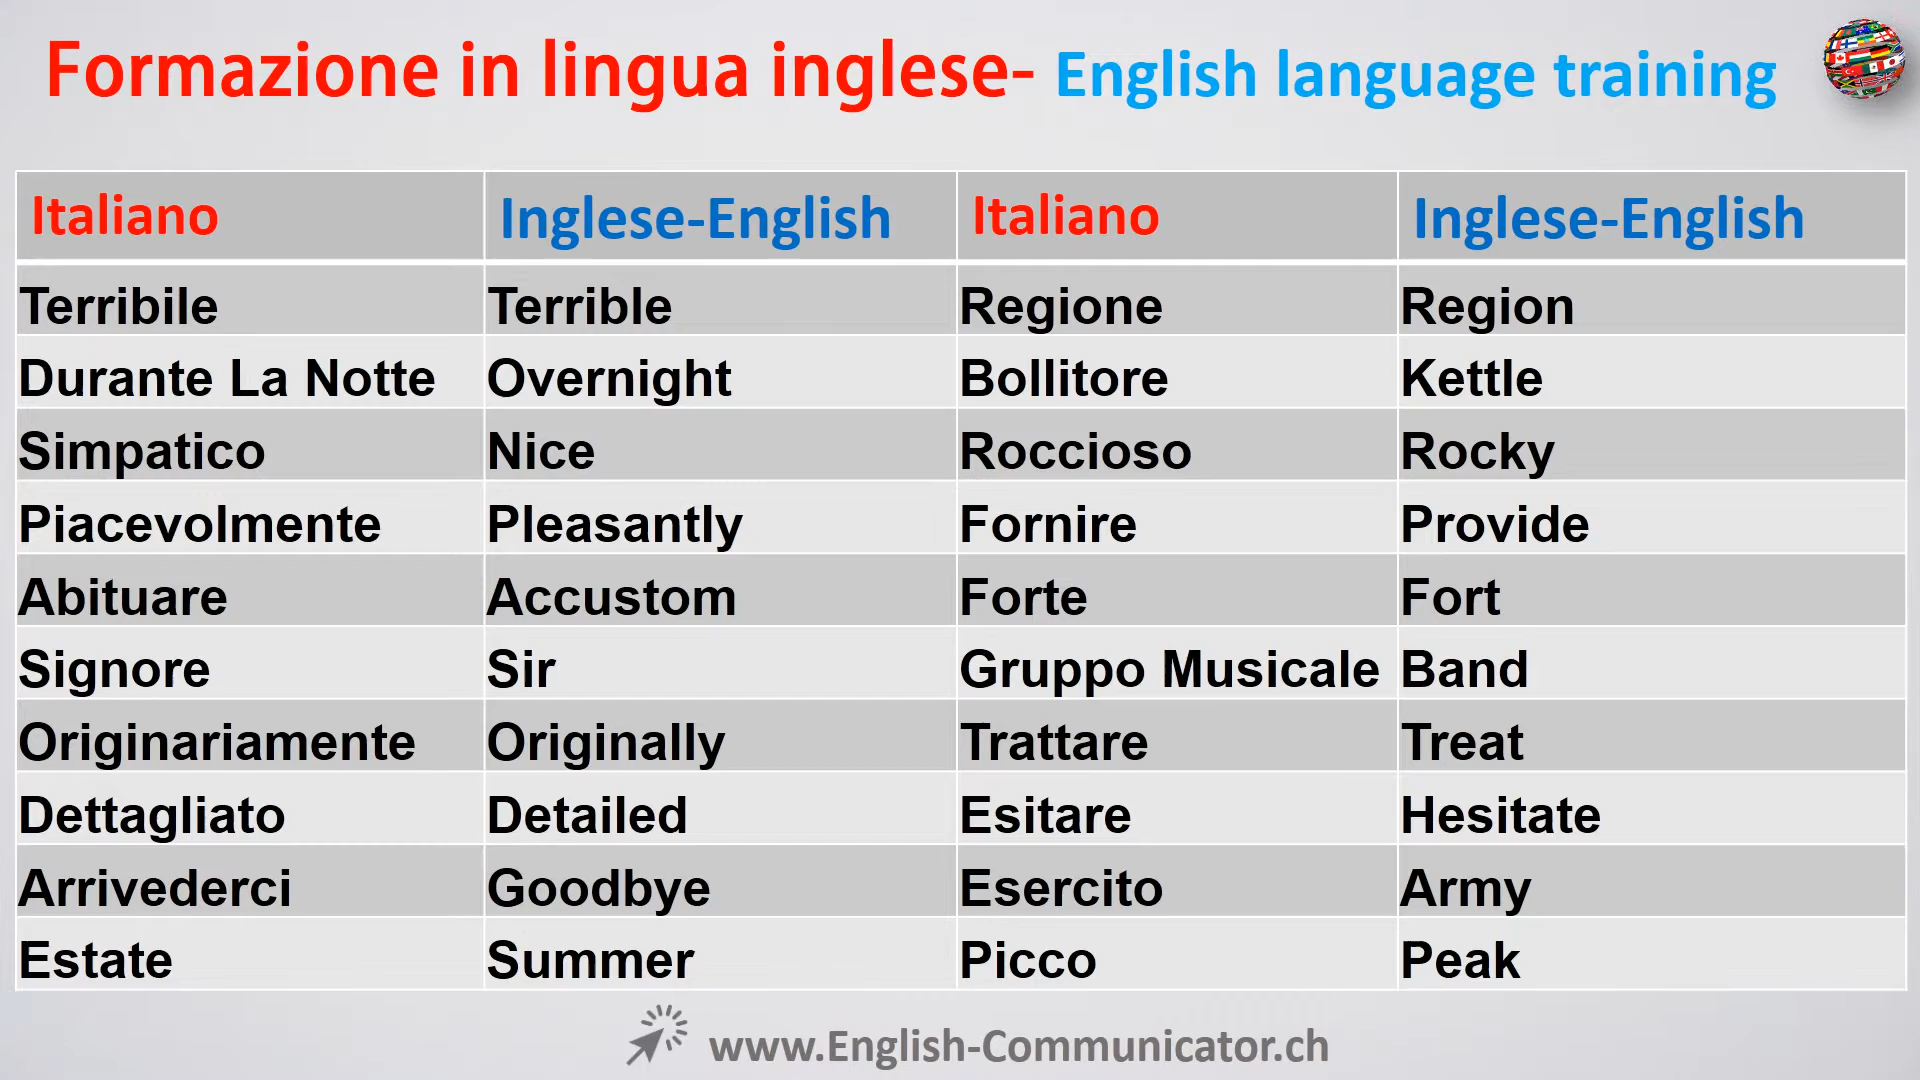 Formazione in lingua inglese- English language training
Italiano Inglese-English Italiano Inglese-English
Terribile Terrible Regione Region
Durante La Notte Overnight Bollitore Kettle
Simpatico Nice Roccioso Rocky
Piacevolmente Pleasantly Fornire Provide
Abituare Accustom Forte Fort
Signore Sir Gruppo Musicale Band
Originariamente Originally Trattare Treat
Dettagliato Detailed Esitare Hesitate
Arrivederci Goodbye Esercito Army
Estate Summer Picco Peak
www.English-Communicator.ch